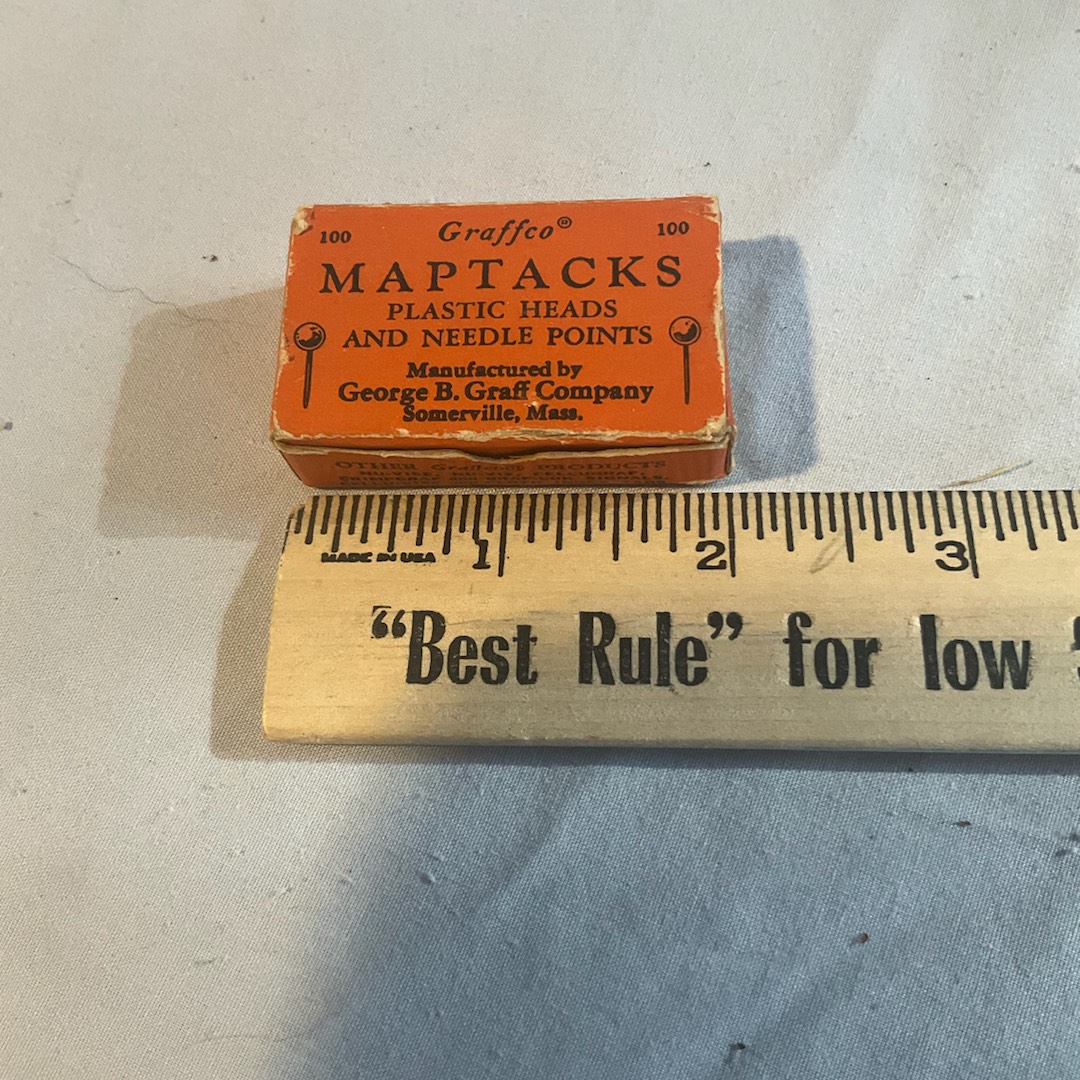 100 Graffco® 100
MAPTACKS
PLASTIC HEADS
AND NEEDLE POINTS
Manufactured by
George B. Graff Company
Somerville, Mass.
OTHER Graffco® PRODUCTS
MADE IN USA
1 2 3
"Best Rule" for low